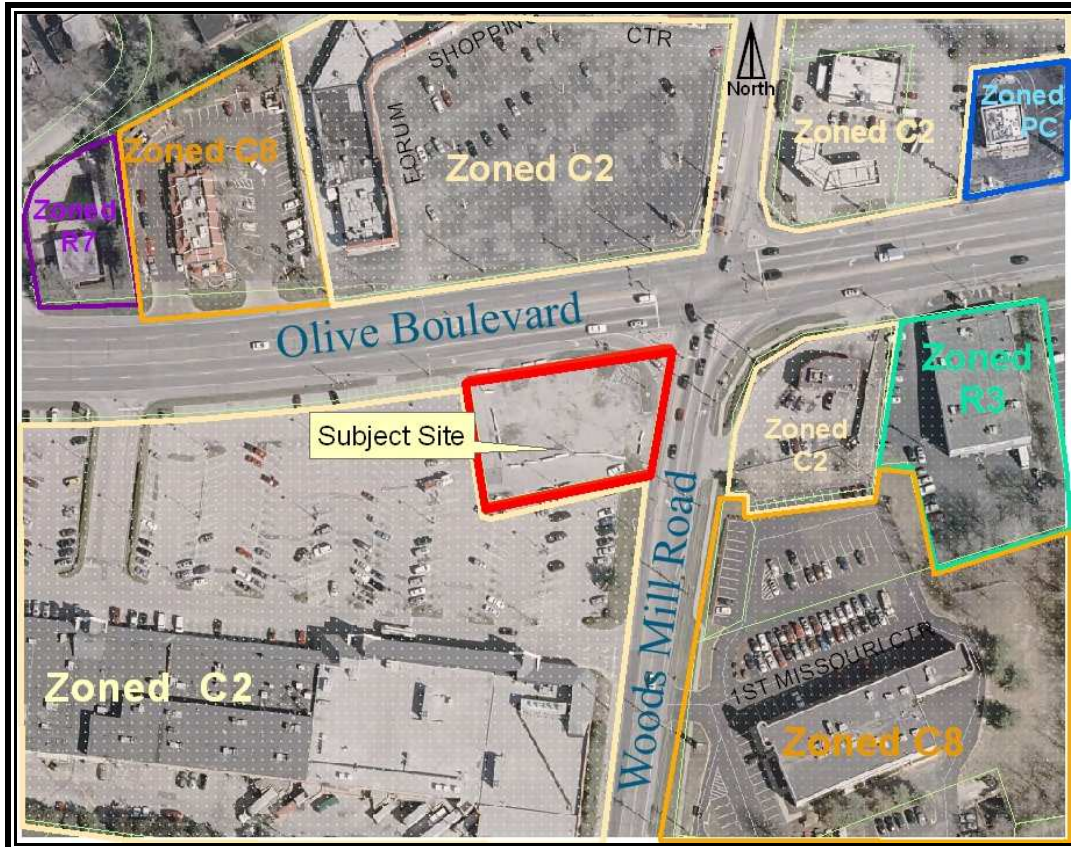 SHOPPING
CTR
FORUM
North
Zoned C8
Zoned C2
Zoned C2
Zoned
PC
Zoned
R7
Olive Boulevard
Zoned
R3
Subject Site
Zoned
C2
Woods Mill Road
1ST MISSOURI CTR
Zoned C2
Zoned C8